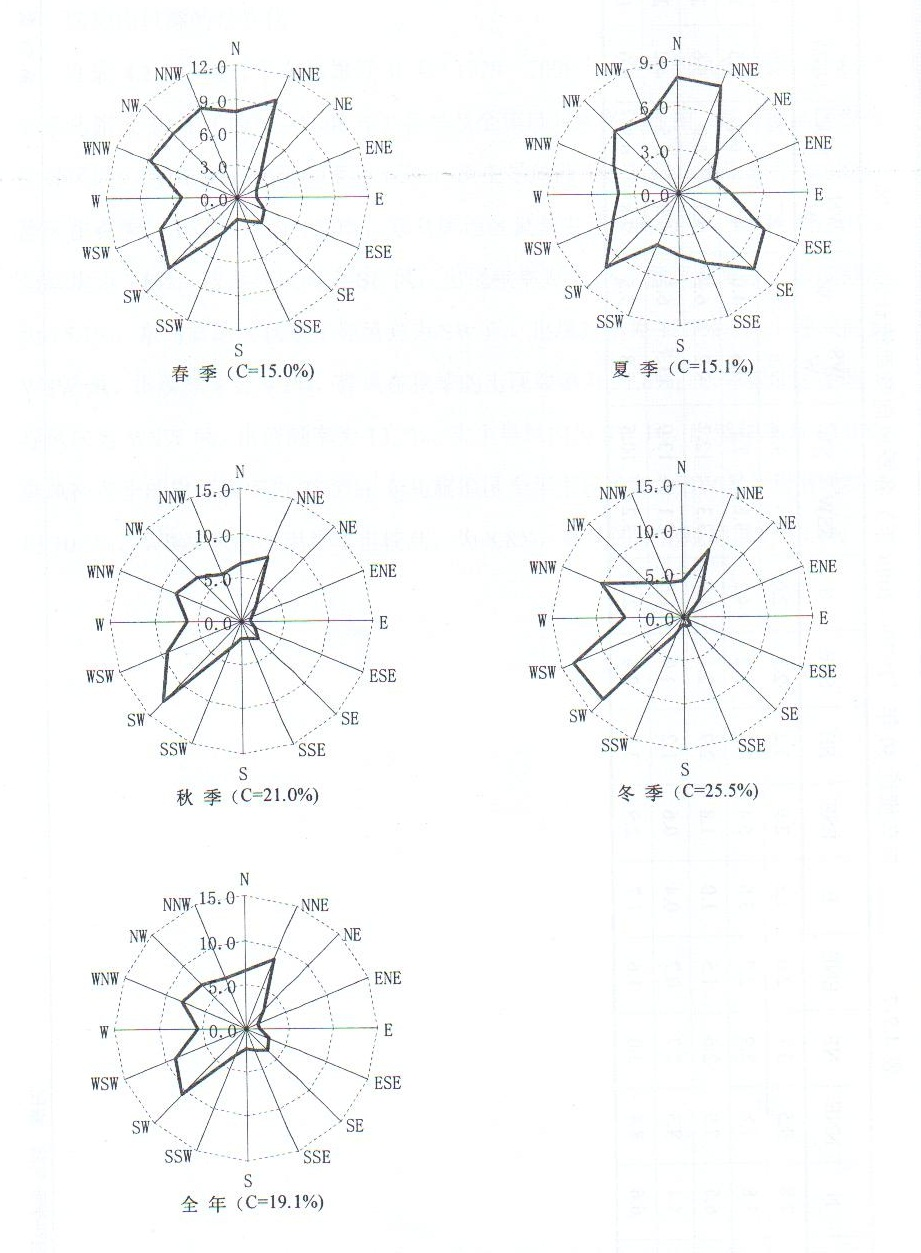 N
12.0
NNW
NNE
9.0
NW
NE
6.0
WNW
ENE
3.0
W
0.0
E
WSW
ESE
SW
SE
SSW
SSE
S
春 季 (C=15.0%)
N
9.0
NNW
NNE
NW
6.0
NE
WNW
3.0
ENE
W
0.0
E
WSW
ESE
SW
SE
SSW
SSE
S
夏 季 (C=15.1%)
N
15.0
NNW
NNE
NW
10.0
NE
WNW
5.0
ENE
W
0.0
E
WSW
ESE
SW
SE
SSW
SSE
S
秋 季 (C=21.0%)
N
15.0
NNW
NNE
NW
10.0
NE
WNW
5.0
ENE
W
0.0
E
WSW
ESE
SW
SE
SSW
SSE
S
冬 季 (C=25.5%)
N
15.0
NNW
NNE
NW
10.0
NE
WNW
5.0
ENE
W
0.0
E
WSW
ESE
SW
SE
SSW
SSE
S
全 年 (C=19.1%)